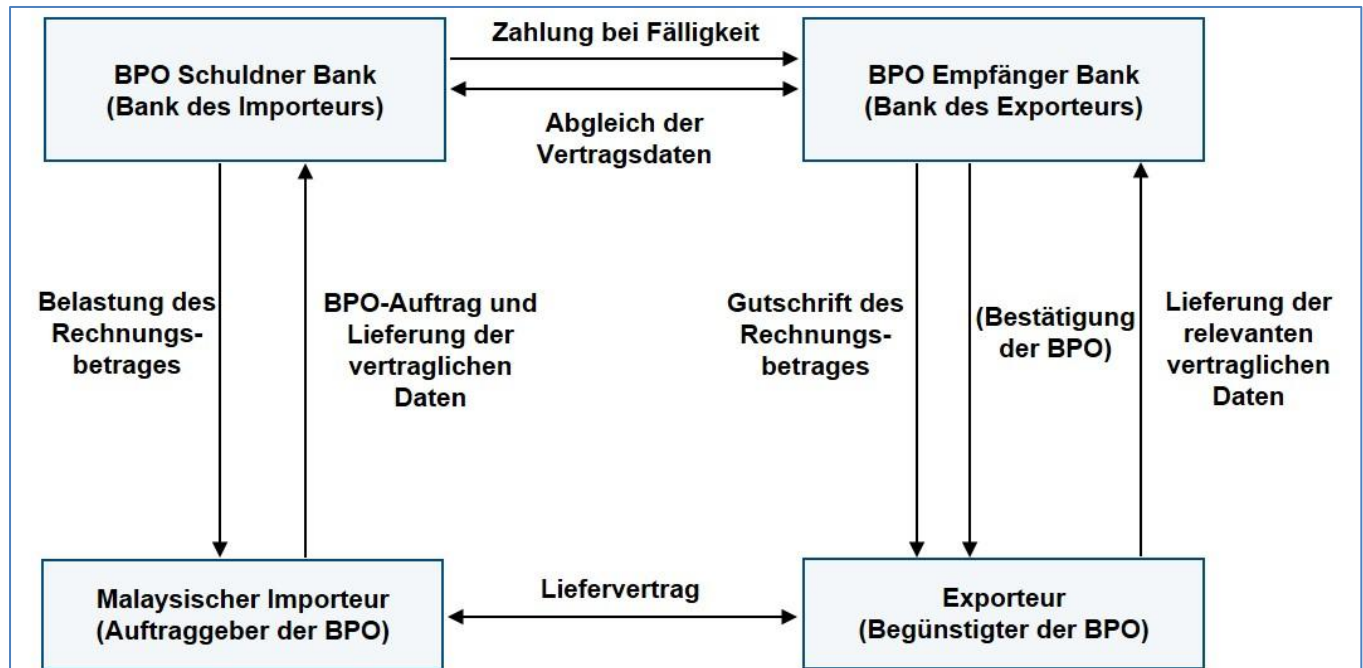 Zahlung bei Fälligkeit
BPO Schuldner Bank
(Bank des Importeurs)
BPO Empfänger Bank
(Bank des Exporteurs)
Abgleich der
Vertragsdaten
Belastung des
Rechnungs-
betrages
BPO-Auftrag und
Lieferung der
vertraglichen
Daten
Gutschrift des
Rechnungs-
betrages
(Bestätigung
der BPO)
Lieferung der
relevanten
vertraglichen
Daten
Malaysischer Importeur
(Auftraggeber der BPO)
Liefervertrag
Exporteur
(Begünstigter der BPO)